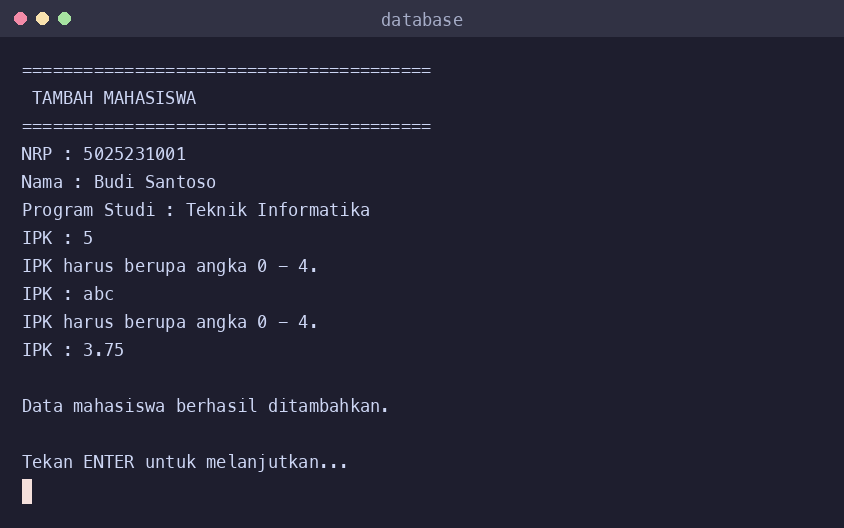 database
========================================
TAMBAH MAHASISWA
========================================
NRP : 5025231001
Nama : Budi Santoso
Program Studi : Teknik Informatika
IPK : 5
IPK harus berupa angka 0 - 4.
IPK : abc
IPK harus berupa angka 0 - 4.
IPK : 3.75
Data mahasiswa berhasil ditambahkan.
Tekan ENTER untuk melanjutkan...